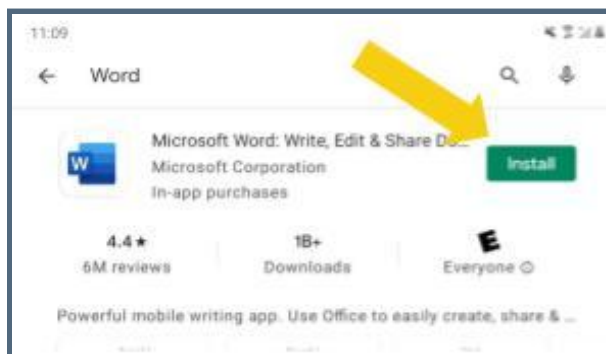 11:09
Word
Microsoft Word: Write, Edit & Share Do...
W
Microsoft Corporation
Install
In-app purchases
4.4★ 1B+ E
6M reviews Downloads Everyone
Powerful mobile writing app. Use Office to easily create, share & ...